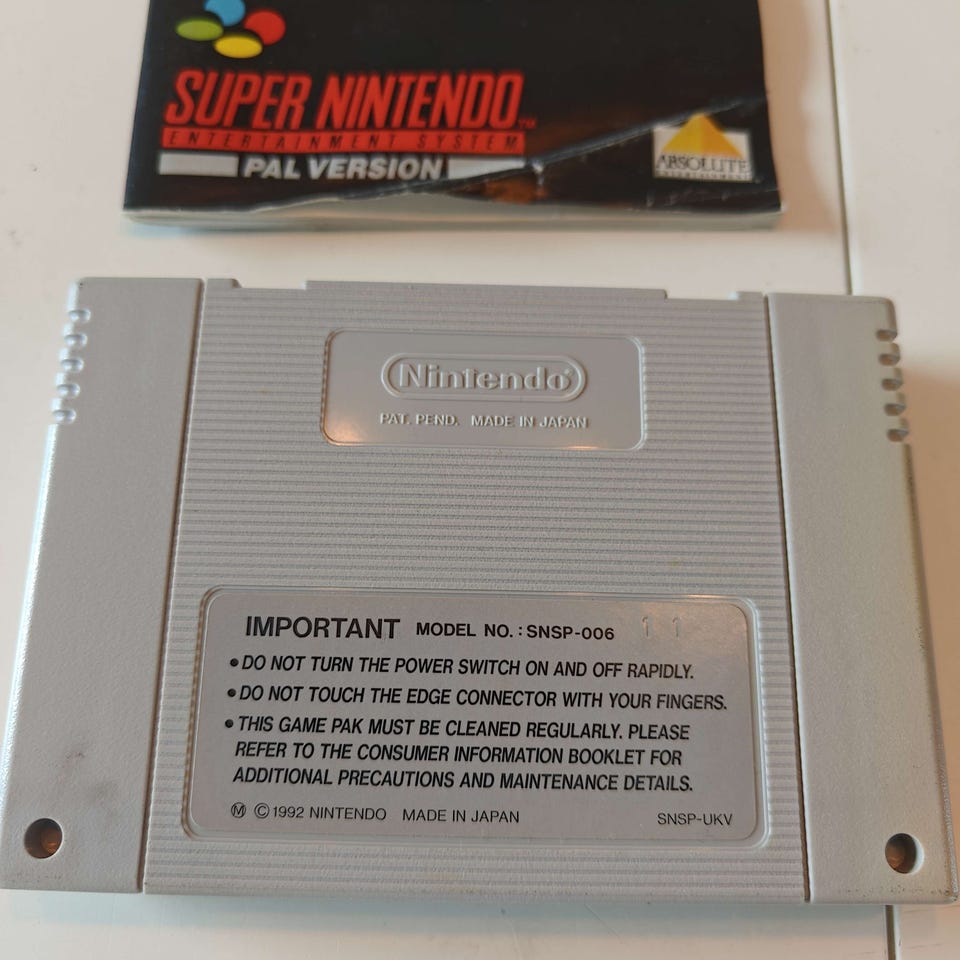 SUPER NINTENDO
TM
ENTERTAINMENT SYSTEM
PAL VERSION
ABSOLUTE
ENTERTAINMENT
Nintendo®
PAT. PEND. MADE IN JAPAN
IMPORTANT MODEL NO. : SNSP-006 11
• DO NOT TURN THE POWER SWITCH ON AND OFF RAPIDLY.
• DO NOT TOUCH THE EDGE CONNECTOR WITH YOUR FINGERS.
• THIS GAME PAK MUST BE CLEANED REGULARLY. PLEASE
REFER TO THE CONSUMER INFORMATION BOOKLET FOR
ADDITIONAL PRECAUTIONS AND MAINTENANCE DETAILS.
Ⓜ © 1992 NINTENDO MADE IN JAPAN SNSP-UKV